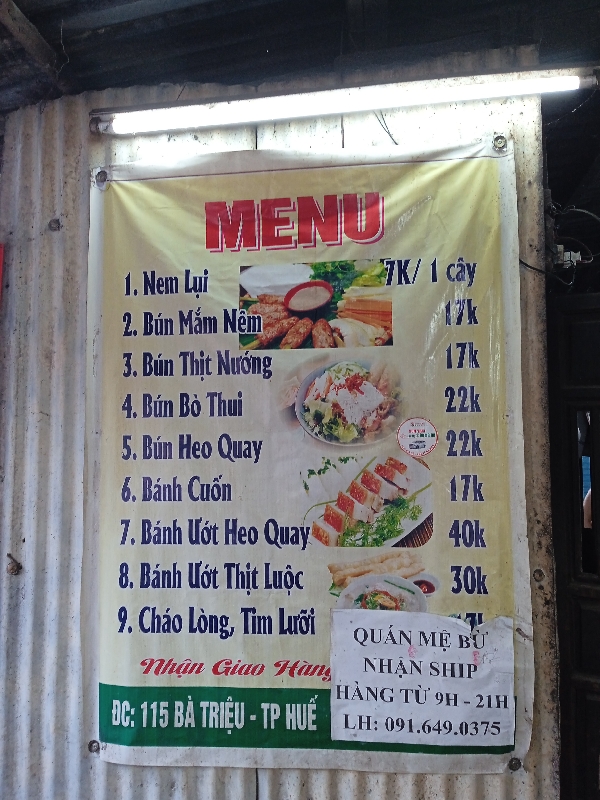 MENU
1. Nem Lụi 7K/ 1 cây
2. Bún Mắm Nêm 17k
3. Bún Thịt Nướng 17k
4. Bún Bò Thui 22k
5. Bún Heo Quay 22k
6. Bánh Cuốn 17k
7. Bánh Ướt Heo Quay 40k
8. Bánh Ướt Thịt Luộc 30k
9. Cháo Lòng, Tim Lưỡi
Nhận Giao Hàng
ĐC: 115 BÀ TRIỆU - TP HUẾ
QUÁN MỆ BỪ
NHẬN SHIP
HÀNG TỪ 9H - 21H
LH: 091.649.0375